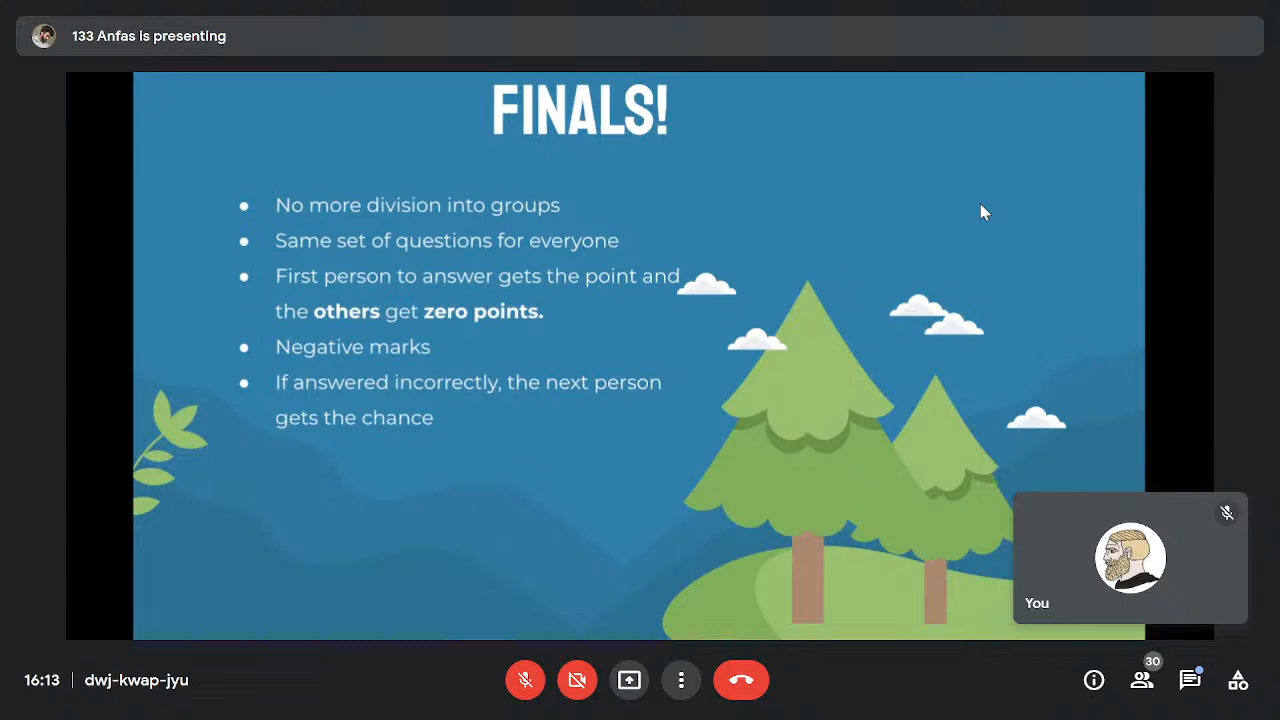 133 Anfas is presenting
FINALS!
● No more division into groups
● Same set of questions for everyone
● First person to answer gets the point and
the others get zero points.
● Negative marks
● If answered incorrectly, the next person
gets the chance
You
30
16:13 | dwj-kwap-jyu